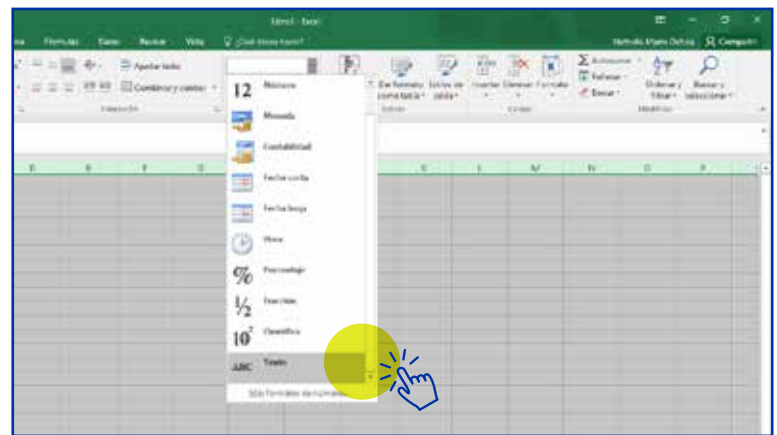 Libro1 - Excel
Fórmulas Datos Revisar Vista ¿Qué desea hacer? Compartir
Ajustar texto
Combinar y centrar
Dar formato como tabla Estilos de celda Insertar Eliminar Formato
Autosuma
Rellenar
Borrar
Ordenar y filtrar Buscar y seleccionar
Estilos Celdas Modificar
12 Número
Moneda
Contabilidad
Fecha corta
Fecha larga
Hora
% Porcentaje
½ Fracción
10² Científica
ABC Texto
Más formatos de número...